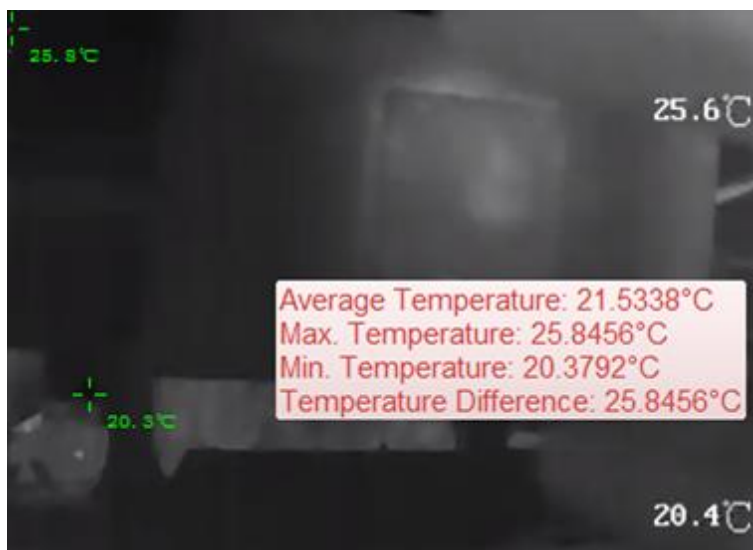 25.8℃
25.6℃
Average Temperature: 21.5338°C
Max. Temperature: 25.8456°C
Min. Temperature: 20.3792°C
Temperature Difference: 25.8456°C
20.3℃
20.4℃